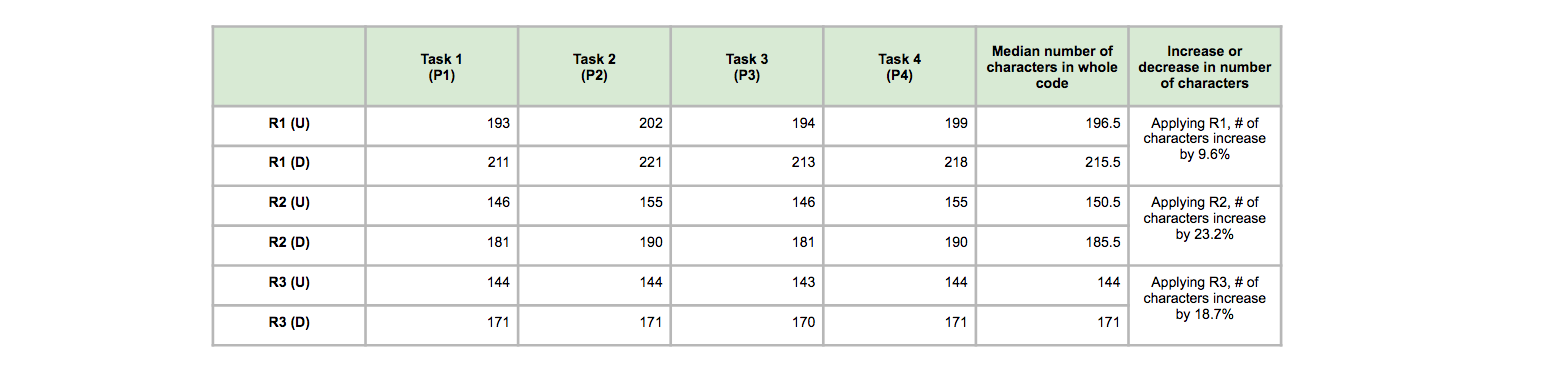 Task 1
(P1)
Task 2
(P2)
Task 3
(P3)
Task 4
(P4)
Median number of
characters in whole
code
Increase or
decrease in number
of characters
R1 (U) 193 202 194 199 196.5
Applying R1, # of
characters increase
by 9.6%
R1 (D) 211 221 213 218 215.5
R2 (U) 146 155 146 155 150.5
Applying R2, # of
characters increase
by 23.2%
R2 (D) 181 190 181 190 185.5
R3 (U) 144 144 143 144 144
Applying R3, # of
characters increase
by 18.7%
R3 (D) 171 171 170 171 171